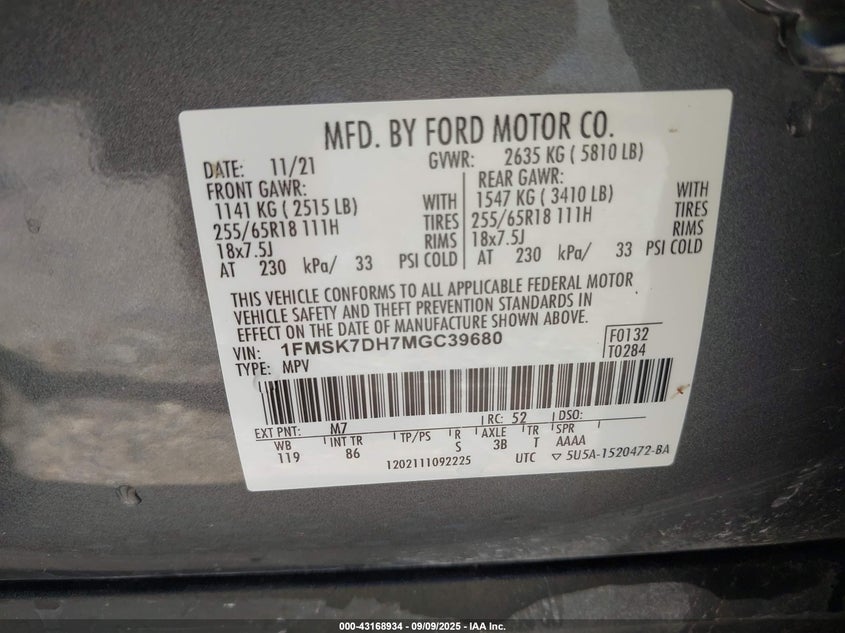 MFD. BY FORD MOTOR CO.
DATE: 11/21 GVWR: 2635 KG ( 5810 LB)
FRONT GAWR: REAR GAWR:
1141 KG ( 2515 LB) WITH 1547 KG ( 3410 LB) WITH
255/65R18 111H TIRES 255/65R18 111H TIRES
18x7.5J RIMS 18x7.5J RIMS
AT 230 kPa/ 33 PSI COLD AT 230 kPa/ 33 PSI COLD
THIS VEHICLE CONFORMS TO ALL APPLICABLE FEDERAL MOTOR
VEHICLE SAFETY AND THEFT PREVENTION STANDARDS IN
EFFECT ON THE DATE OF MANUFACTURE SHOWN ABOVE.
VIN: 1FMSK7DH7MGC39680 F0132
TYPE: MPV T0284
EXT PNT: M7 RC: 52 DSO:
WB INT TR TP/PS R AXLE TR SPR
119 86 S 3B T AAAA
1202111092225 UTC ▽ 5U5A-1520472-BA
000-43168934 - 09/09/2025 - IAA Inc.